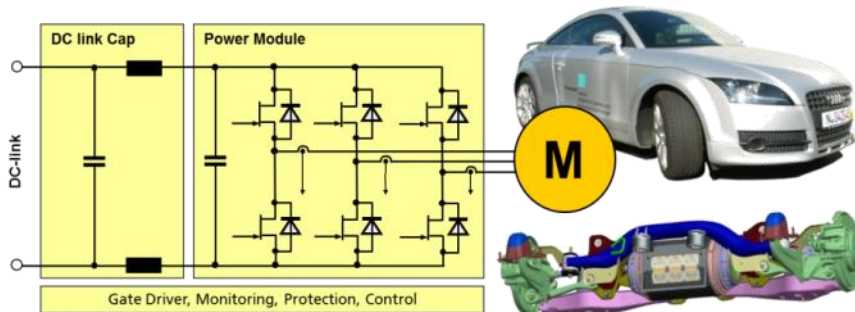 DC link Cap
Power Module
DC-link
M
Gate Driver, Monitoring, Protection, Control